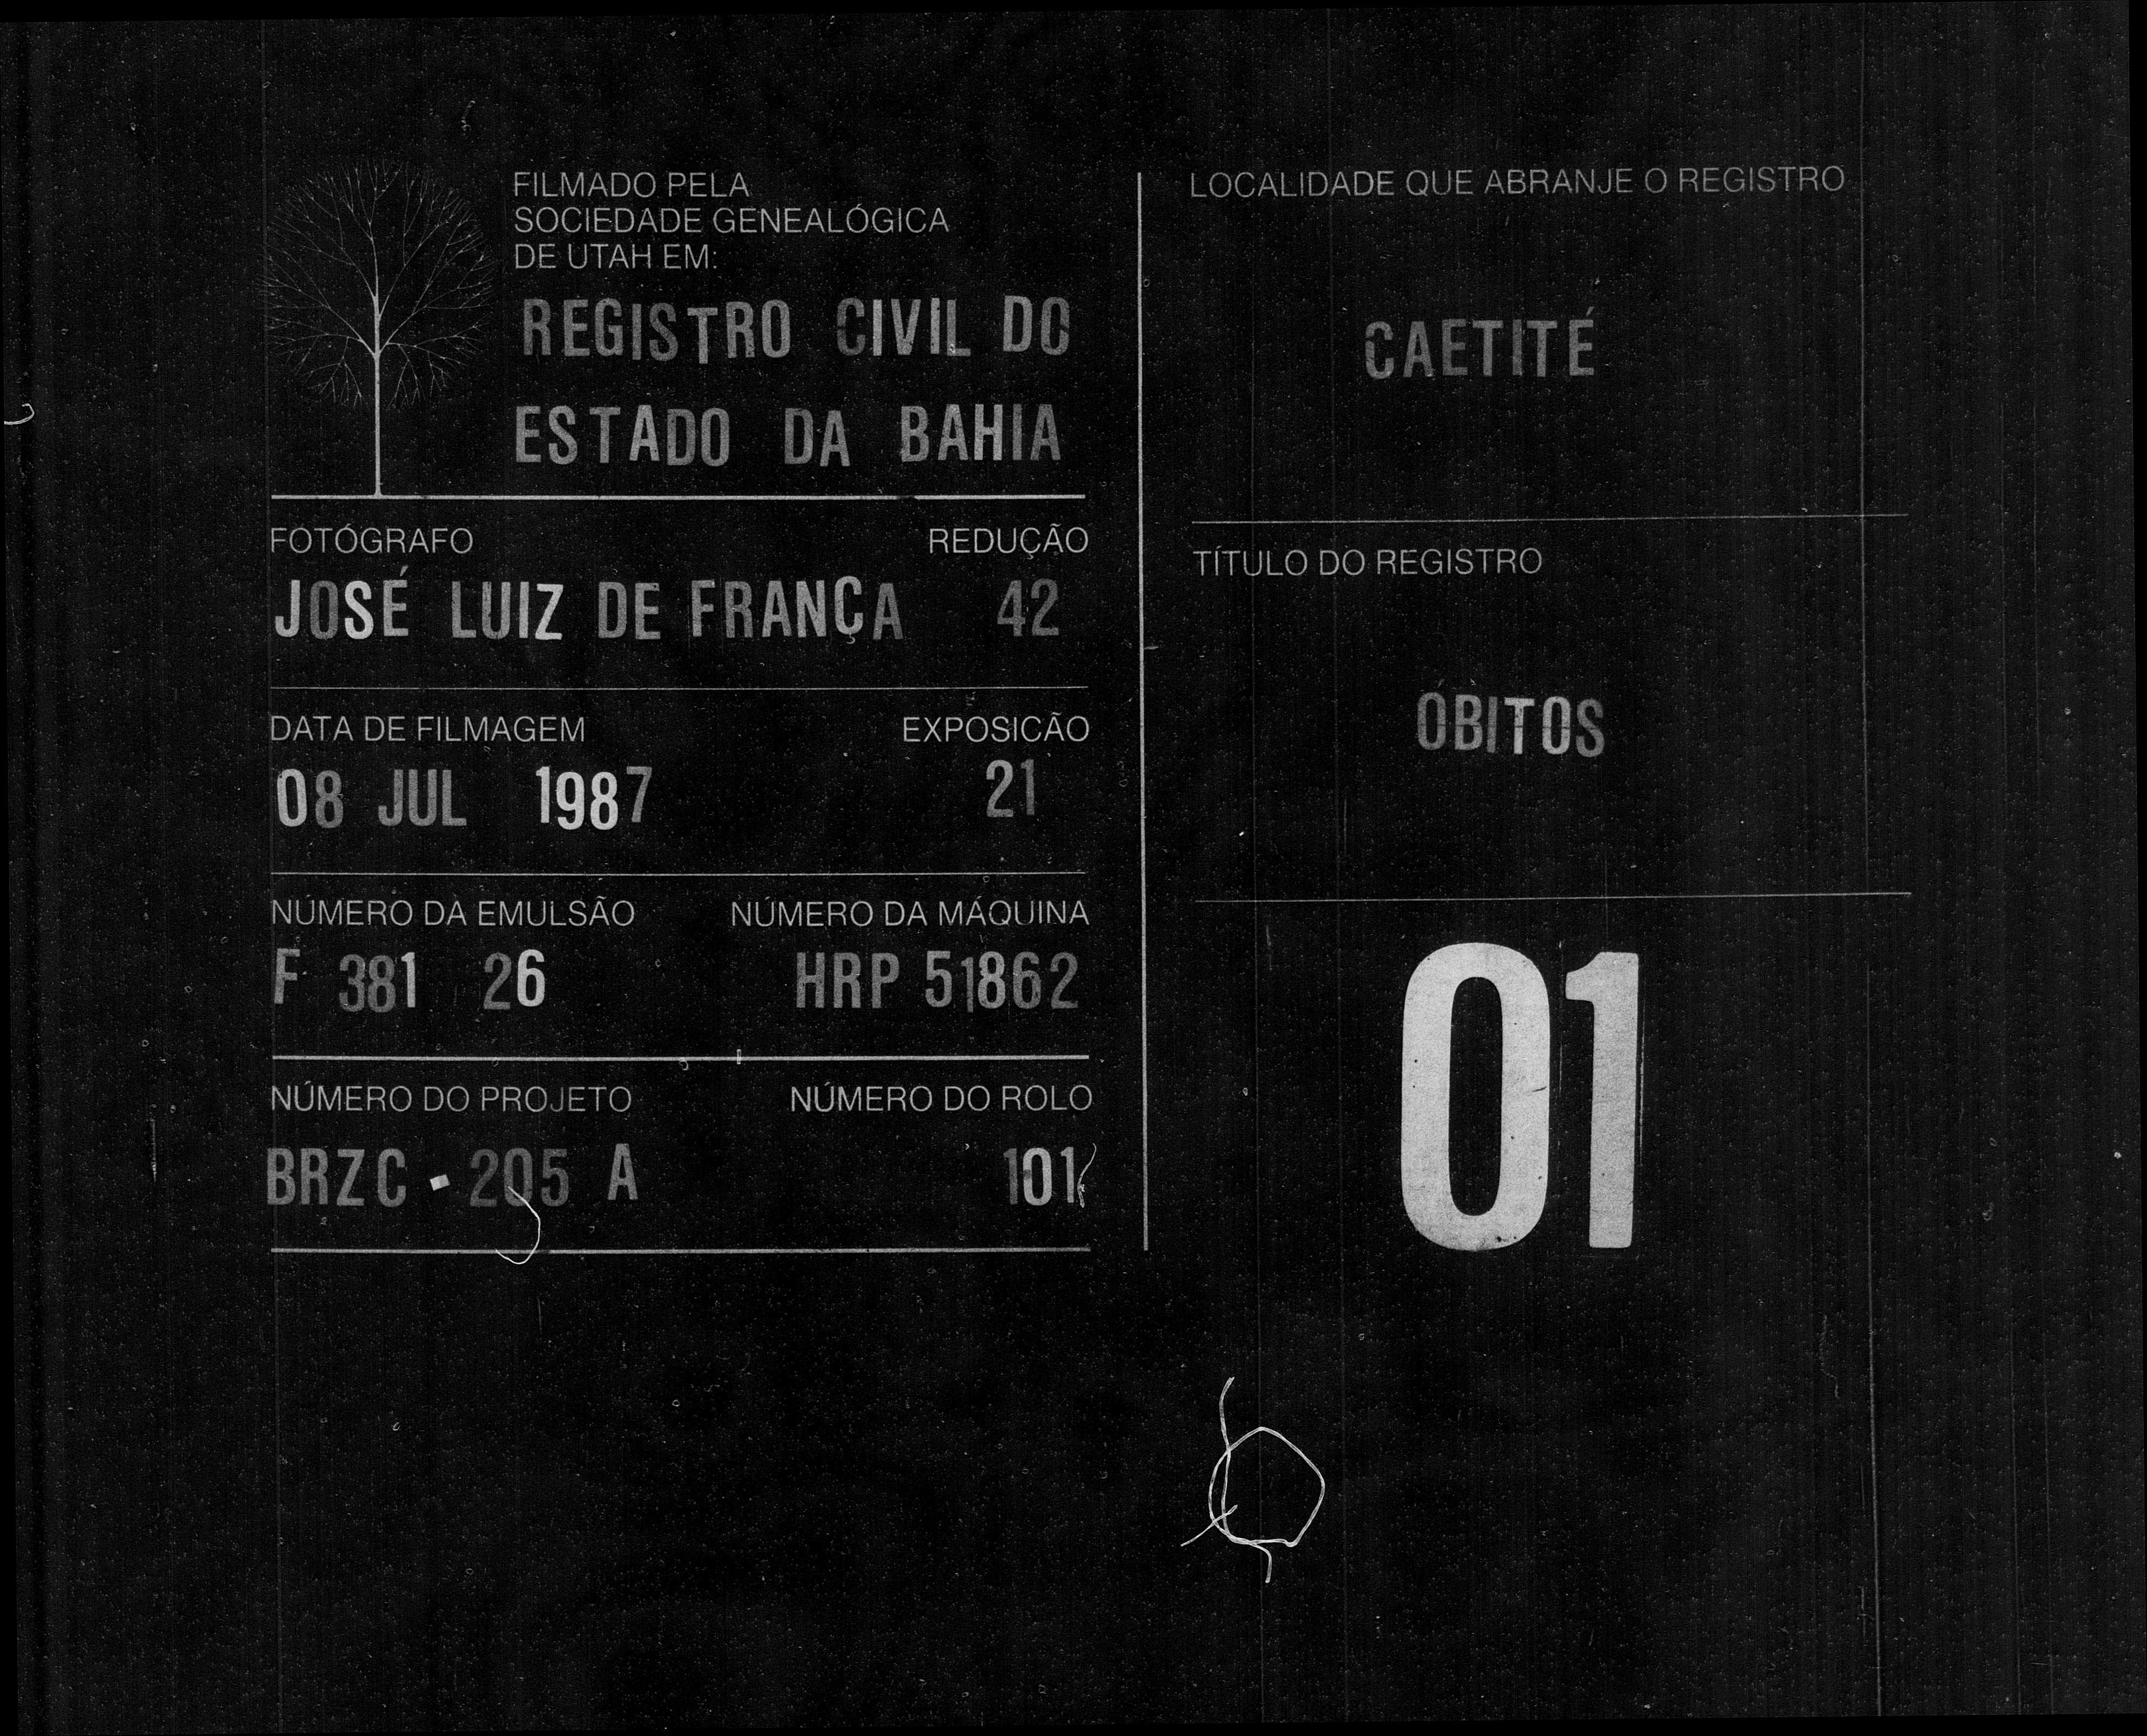 FILMADO PELA
SOCIEDADE GENEALÓGICA
DE UTAH EM:
REGISTRO CIVIL DO
ESTADO DA BAHIA
FOTÓGRAFO REDUÇÃO
JOSÉ LUIZ DE FRANÇA 42
DATA DE FILMAGEM EXPOSICÃO
08 JUL 1987 21
NÚMERO DA EMULSÃO NÚMERO DA MÁQUINA
F 381 26 HRP 51862
NÚMERO DO PROJETO NÚMERO DO ROLO
BRZC · 205 A 101
LOCALIDADE QUE ABRANJE O REGISTRO
CAETITÉ
TÍTULO DO REGISTRO
ÓBITOS
01